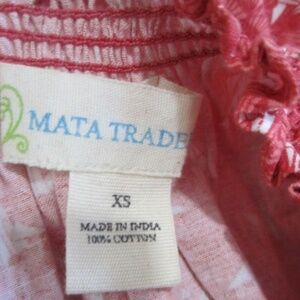 MATA TRADE
XS
MADE IN INDIA
100% COTTON